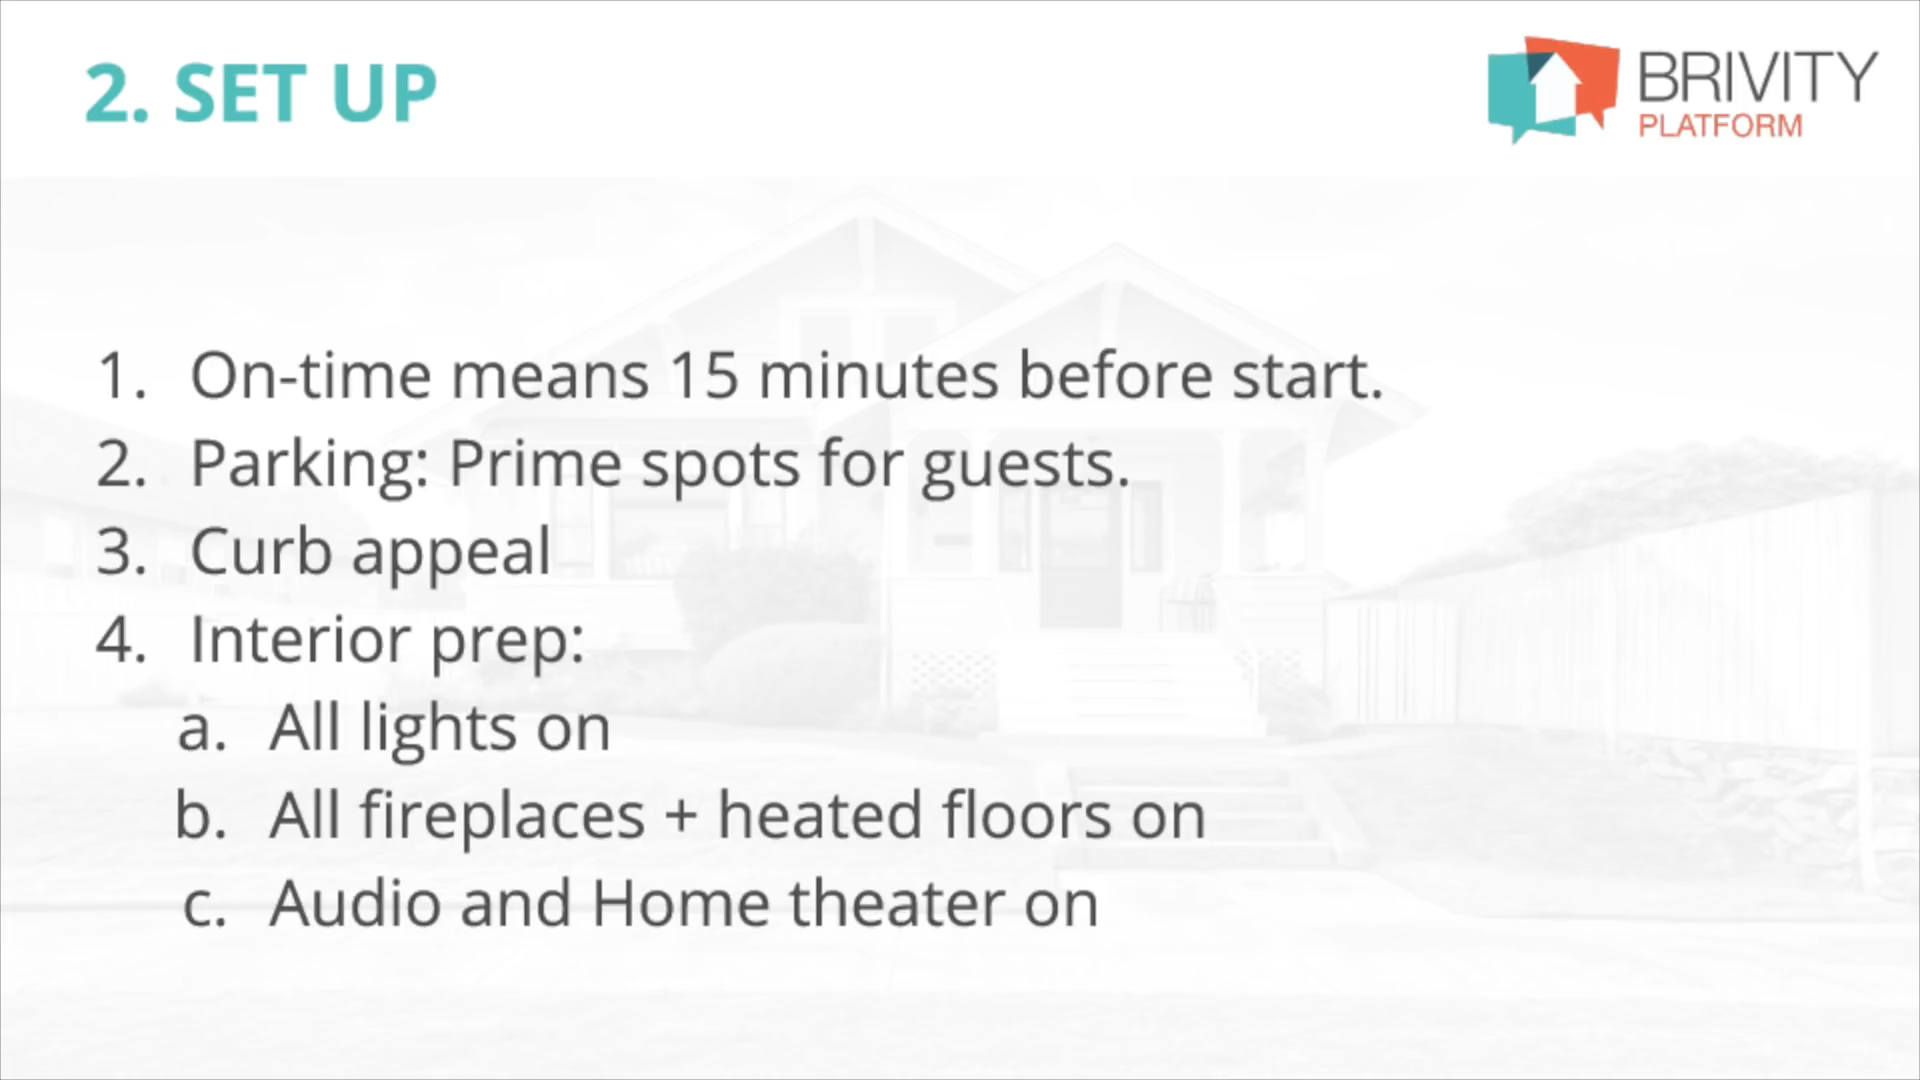 2. SET UP
BRIVITY
PLATFORM
1. On-time means 15 minutes before start.
2. Parking: Prime spots for guests.
3. Curb appeal
4. Interior prep:
a. All lights on
b. All fireplaces + heated floors on
c. Audio and Home theater on